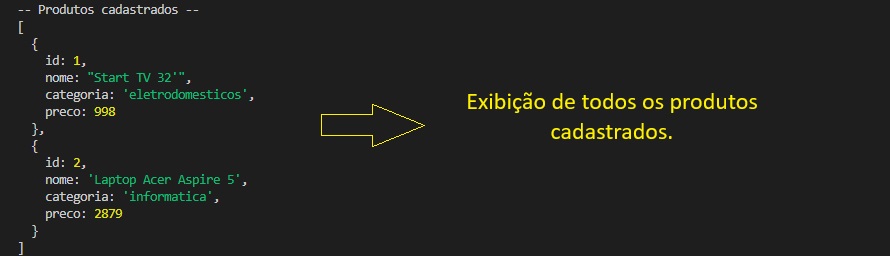 -- Produtos cadastrados --
[
{
id: 1,
nome: "Start TV 32'",
categoria: 'eletrodomesticos',
preco: 998
},
{
id: 2,
nome: 'Laptop Acer Aspire 5',
categoria: 'informatica',
preco: 2879
}
]
Exibição de todos os produtos
cadastrados.